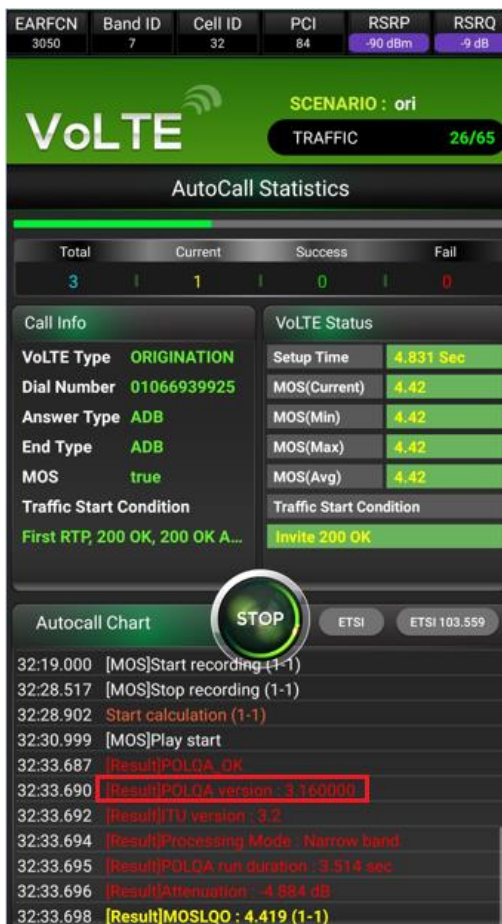 EARFCN Band ID Cell ID PCI RSRP RSRQ
3050 7 32 84 -90 dBm -9 dB
VoLTE
SCENARIO : ori
TRAFFIC 26/65
AutoCall Statistics
Total Current Success Fail
3 1 0 0
Call Info
VoLTE Type ORIGINATION
Dial Number 01066939925
Answer Type ADB
End Type ADB
MOS true
Traffic Start Condition
First RTP, 200 OK, 200 OK A...
VoLTE Status
Setup Time 4.831 Sec
MOS(Current) 4.42
MOS(Min) 4.42
MOS(Max) 4.42
MOS(Avg) 4.42
Traffic Start Condition
Invite 200 OK
Autocall Chart STOP ETSI ETSI 103.559
32:19.000 [MOS]Start recording (1-1)
32:28.517 [MOS]Stop recording (1-1)
32:28.902 Start calculation (1-1)
32:30.999 [MOS]Play start
32:33.687 [Result]POLQA_OK
32:33.690 [Result]POLQA version : 3.160000
32:33.692 [Result]ITU version : 3.2
32:33.694 [Result]Processing Mode : Narrow band
32:33.695 [Result]POLQA run duration : 3.514 sec
32:33.696 [Result]Attenuation : -4.884 dB
32:33.698 [Result]MOSLQO : 4.419 (1-1)